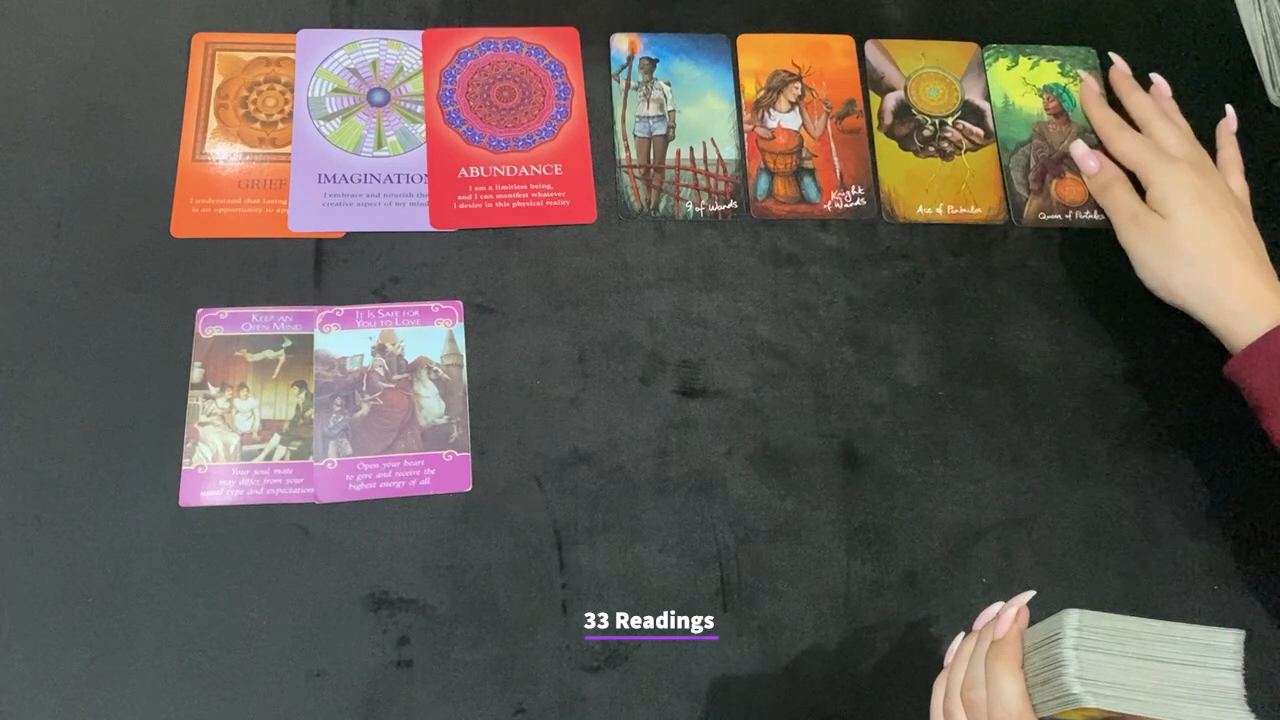 GRIEF
I understand that losing
is an opportunity to
IMAGINATION
I embrace and nourish the
creative aspect of my mind
ABUNDANCE
I am a limitless being,
and I can manifest whatever
I desire in this physical reality
9 of Wands
Knight
of Wands
Ace of Pentacles
Queen of Pentacles
KEEP AN
OPEN MIND
Your soul mate
may differ from your
usual type and expectations
IT IS SAFE FOR
YOU TO LOVE
Open your heart
to give and receive the
highest energy of all.
33 Readings